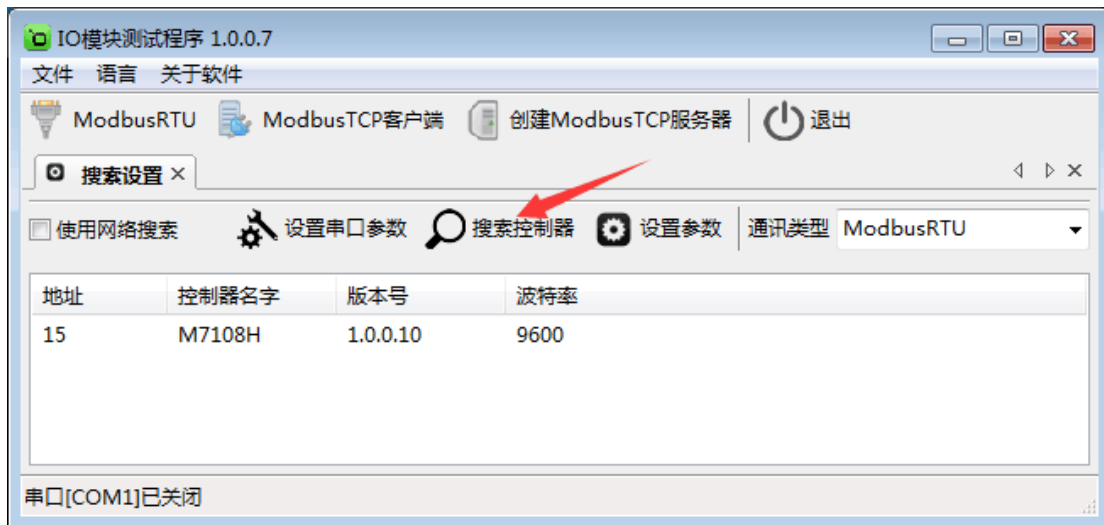 IO模块测试程序 1.0.0.7
文件 语言 关于软件
ModbusRTU ModbusTCP客户端 创建ModbusTCP服务器 退出
搜索设置
使用网络搜索 设置串口参数 搜索控制器 设置参数 通讯类型 ModbusRTU
地址 控制器名字 版本号 波特率
15 M7108H 1.0.0.10 9600
串口[COM1]已关闭